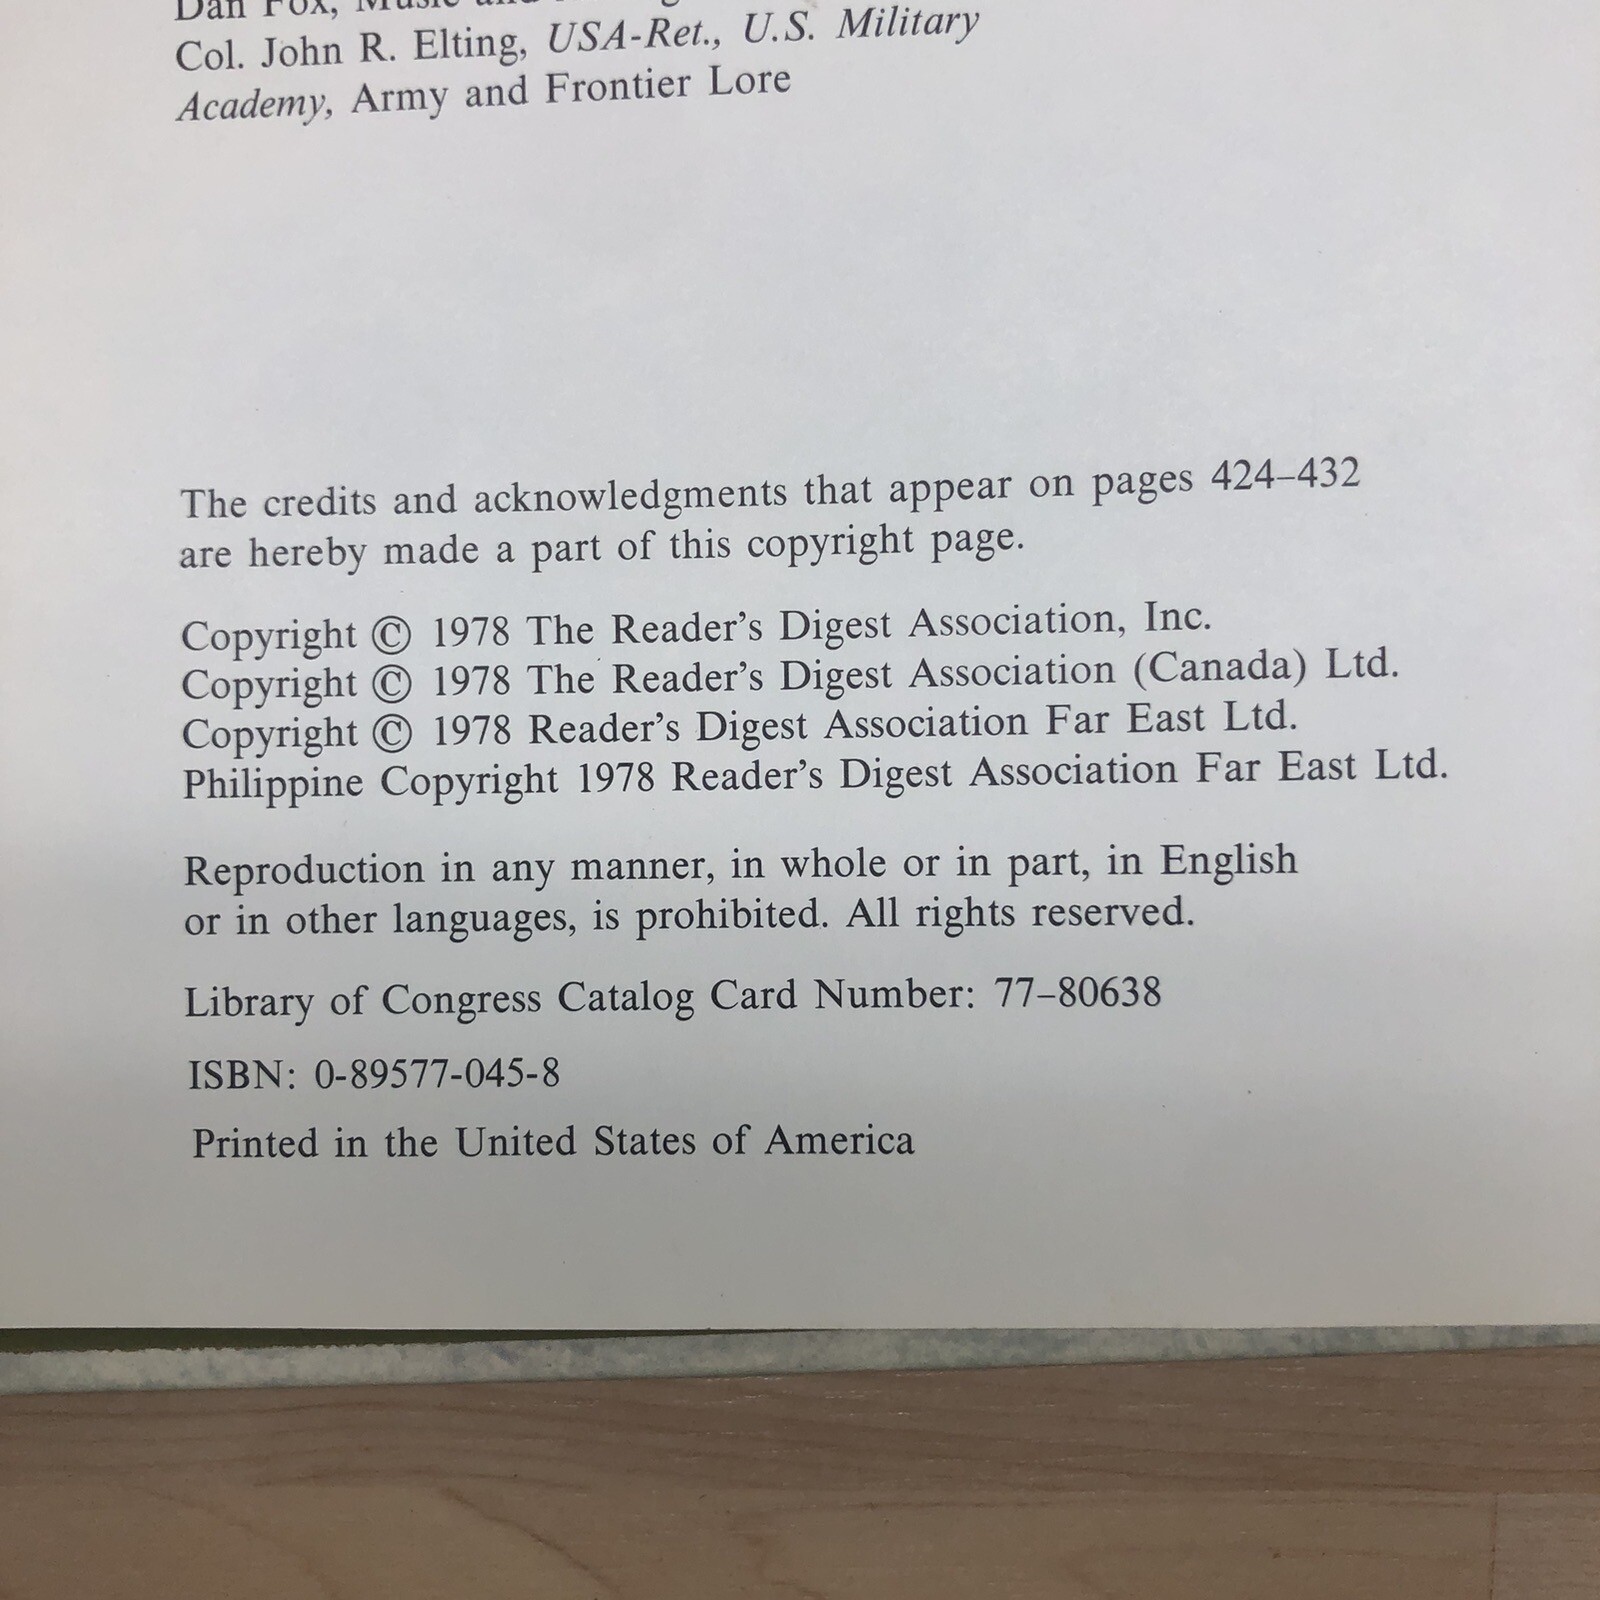 Dan Fox, Music and
Col. John R. Elting, USA-Ret., U.S. Military
Academy, Army and Frontier Lore
The credits and acknowledgments that appear on pages 424–432
are hereby made a part of this copyright page.
Copyright © 1978 The Reader's Digest Association, Inc.
Copyright © 1978 The Reader's Digest Association (Canada) Ltd.
Copyright © 1978 Reader's Digest Association Far East Ltd.
Philippine Copyright 1978 Reader's Digest Association Far East Ltd.
Reproduction in any manner, in whole or in part, in English
or in other languages, is prohibited. All rights reserved.
Library of Congress Catalog Card Number: 77–80638
ISBN: 0-89577-045-8
Printed in the United States of America